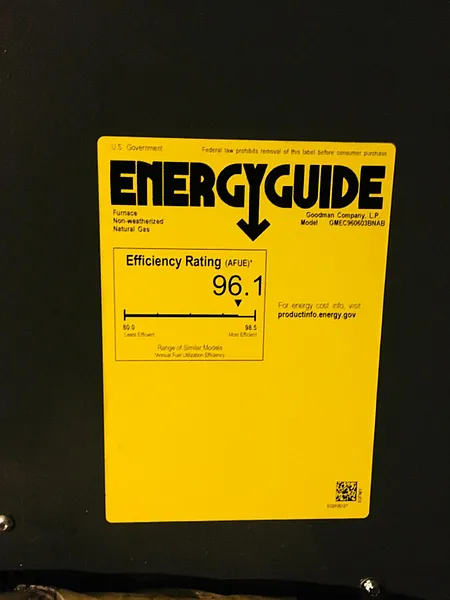 U.S. Government
Federal law prohibits removal of this label before consumer purchase
ENERGYGUIDE
Furnace
Non-weatherized
Natural Gas
Goodman Company, L.P.
Model GMEC960603BNAB
Efficiency Rating (AFUE)*
96.1
80.0
98.5
Least Efficient
Most Efficient
Range of Similar Models
*Annual Fuel Utilization Efficiency
For energy cost info, visit
productinfo.energy.gov